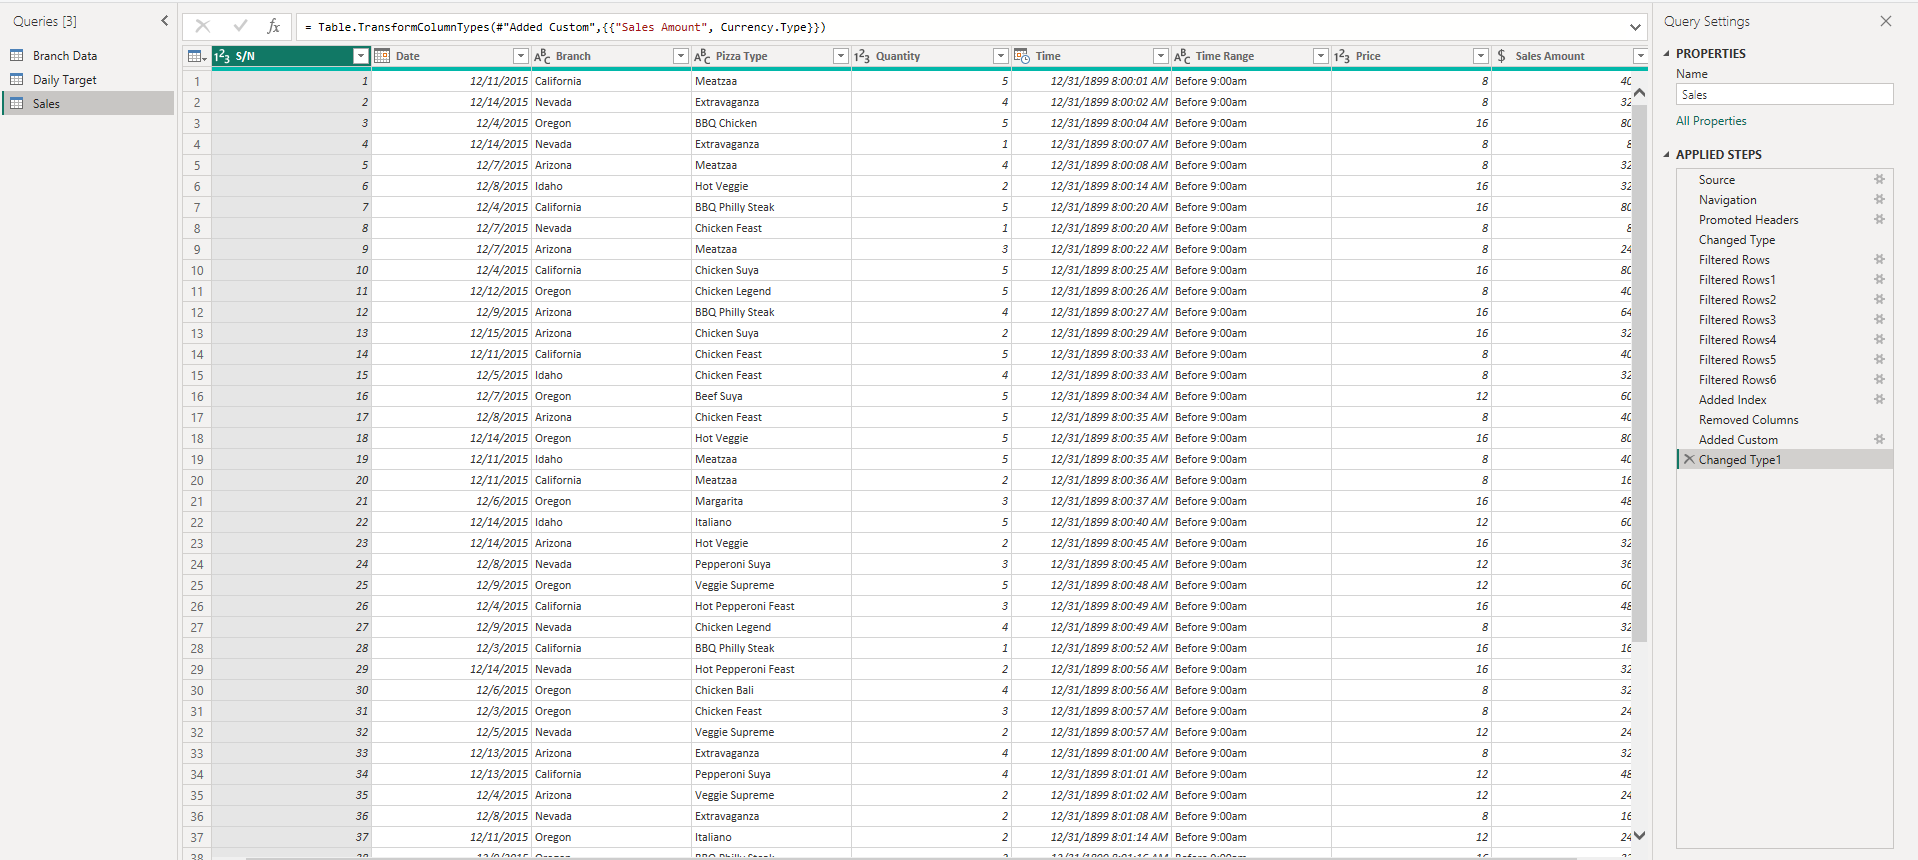 Queries [3]
Branch Data
Daily Target
Sales
fx
= Table.TransformColumnTypes(#"Added Custom",{{"Sales Amount", Currency.Type}})
S/N Date Branch Pizza Type Quantity Time Time Range Price Sales Amount
1 1 12/11/2015 California Meatzaa 5 12/31/1899 8:00:01 AM Before 9:00am 8 40
2 2 12/14/2015 Nevada Extravaganza 4 12/31/1899 8:00:02 AM Before 9:00am 8 32
3 3 12/4/2015 Oregon BBQ Chicken 5 12/31/1899 8:00:04 AM Before 9:00am 16 80
4 4 12/14/2015 Nevada Extravaganza 1 12/31/1899 8:00:07 AM Before 9:00am 8 8
5 5 12/7/2015 Arizona Meatzaa 4 12/31/1899 8:00:08 AM Before 9:00am 8 32
6 6 12/8/2015 Idaho Hot Veggie 2 12/31/1899 8:00:14 AM Before 9:00am 16 32
7 7 12/4/2015 California BBQ Philly Steak 5 12/31/1899 8:00:20 AM Before 9:00am 16 80
8 8 12/7/2015 Nevada Chicken Feast 1 12/31/1899 8:00:20 AM Before 9:00am 8 8
9 9 12/7/2015 Arizona Meatzaa 3 12/31/1899 8:00:22 AM Before 9:00am 8 24
10 10 12/4/2015 California Chicken Suya 5 12/31/1899 8:00:25 AM Before 9:00am 16 80
11 11 12/12/2015 Oregon Chicken Legend 5 12/31/1899 8:00:26 AM Before 9:00am 8 40
12 12 12/9/2015 Arizona BBQ Philly Steak 4 12/31/1899 8:00:27 AM Before 9:00am 16 64
13 13 12/15/2015 Arizona Chicken Suya 2 12/31/1899 8:00:29 AM Before 9:00am 16 32
14 14 12/11/2015 California Chicken Feast 5 12/31/1899 8:00:33 AM Before 9:00am 8 40
15 15 12/5/2015 Idaho Chicken Feast 4 12/31/1899 8:00:33 AM Before 9:00am 8 32
16 16 12/7/2015 Oregon Beef Suya 5 12/31/1899 8:00:34 AM Before 9:00am 12 60
17 17 12/8/2015 Arizona Chicken Feast 5 12/31/1899 8:00:35 AM Before 9:00am 8 40
18 18 12/14/2015 Oregon Hot Veggie 5 12/31/1899 8:00:35 AM Before 9:00am 16 80
19 19 12/11/2015 Idaho Meatzaa 5 12/31/1899 8:00:35 AM Before 9:00am 8 40
20 20 12/11/2015 California Meatzaa 2 12/31/1899 8:00:36 AM Before 9:00am 8 16
21 21 12/6/2015 Oregon Margarita 3 12/31/1899 8:00:37 AM Before 9:00am 16 48
22 22 12/14/2015 Idaho Italiano 5 12/31/1899 8:00:40 AM Before 9:00am 12 60
23 23 12/14/2015 Arizona Hot Veggie 2 12/31/1899 8:00:45 AM Before 9:00am 16 32
24 24 12/8/2015 Nevada Pepperoni Suya 3 12/31/1899 8:00:45 AM Before 9:00am 12 36
25 25 12/9/2015 Oregon Veggie Supreme 5 12/31/1899 8:00:48 AM Before 9:00am 12 60
26 26 12/4/2015 California Hot Pepperoni Feast 3 12/31/1899 8:00:49 AM Before 9:00am 16 48
27 27 12/9/2015 Nevada Chicken Legend 4 12/31/1899 8:00:49 AM Before 9:00am 8 32
28 28 12/3/2015 California BBQ Philly Steak 1 12/31/1899 8:00:52 AM Before 9:00am 16 16
29 29 12/14/2015 Nevada Hot Pepperoni Feast 2 12/31/1899 8:00:56 AM Before 9:00am 16 32
30 30 12/6/2015 Oregon Chicken Bali 4 12/31/1899 8:00:56 AM Before 9:00am 8 32
31 31 12/3/2015 Oregon Chicken Feast 3 12/31/1899 8:00:57 AM Before 9:00am 8 24
32 32 12/5/2015 Nevada Veggie Supreme 2 12/31/1899 8:00:57 AM Before 9:00am 12 24
33 33 12/13/2015 Arizona Extravaganza 4 12/31/1899 8:01:00 AM Before 9:00am 8 32
34 34 12/13/2015 California Pepperoni Suya 4 12/31/1899 8:01:01 AM Before 9:00am 12 48
35 35 12/4/2015 Arizona Veggie Supreme 2 12/31/1899 8:01:02 AM Before 9:00am 12 24
36 36 12/8/2015 Nevada Extravaganza 2 12/31/1899 8:01:08 AM Before 9:00am 8 16
37 37 12/11/2015 Oregon Italiano 2 12/31/1899 8:01:14 AM Before 9:00am 12 24
Query Settings
PROPERTIES
Name
Sales
All Properties
APPLIED STEPS
Source
Navigation
Promoted Headers
Changed Type
Filtered Rows
Filtered Rows1
Filtered Rows2
Filtered Rows3
Filtered Rows4
Filtered Rows5
Filtered Rows6
Added Index
Removed Columns
Added Custom
Changed Type1